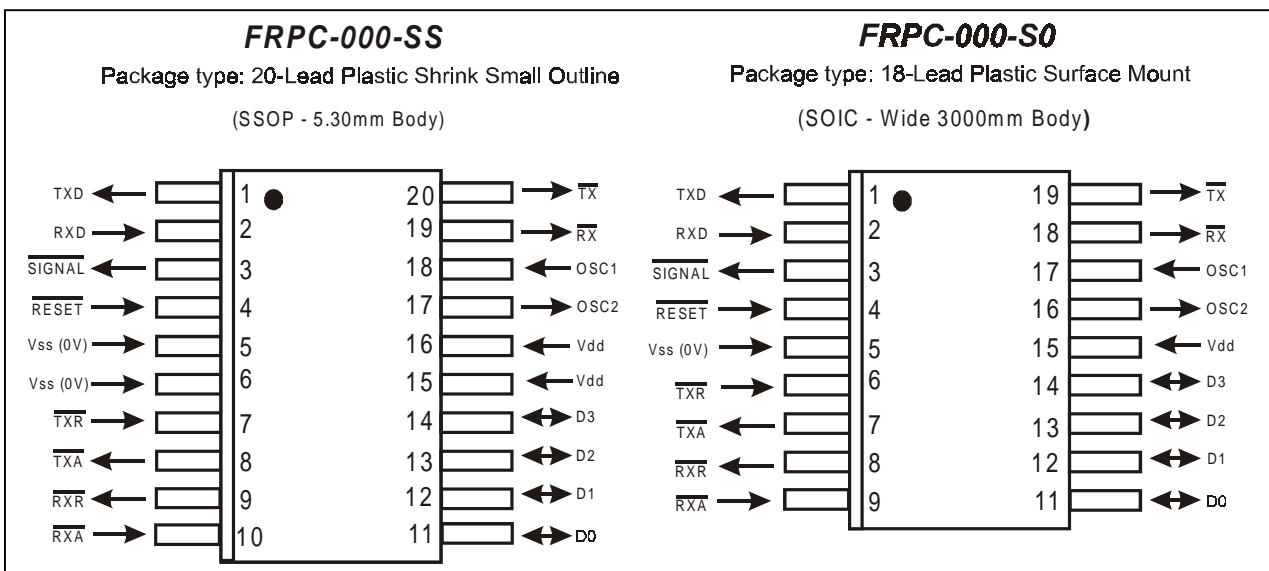 FRPC-000-SS
Package type: 20-Lead Plastic Shrink Small Outline
(SSOP - 5.30mm Body)
TXD 1 20 TX
RXD 2 19 RX
SIGNAL 3 18 OSC1
RESET 4 17 OSC2
Vss (0V) 5 16 Vdd
Vss (0V) 6 15 Vdd
TXR 7 14 D3
TXA 8 13 D2
RXR 9 12 D1
RXA 10 11 D0
FRPC-000-S0
Package type: 18-Lead Plastic Surface Mount
(SOIC - Wide 3000mm Body)
TXD 1 19 TX
RXD 2 18 RX
SIGNAL 3 17 OSC1
RESET 4 16 OSC2
Vss (0V) 5 15 Vdd
TXR 6 14 D3
TXA 7 13 D2
RXR 8 12 D1
RXA 9 11 D0